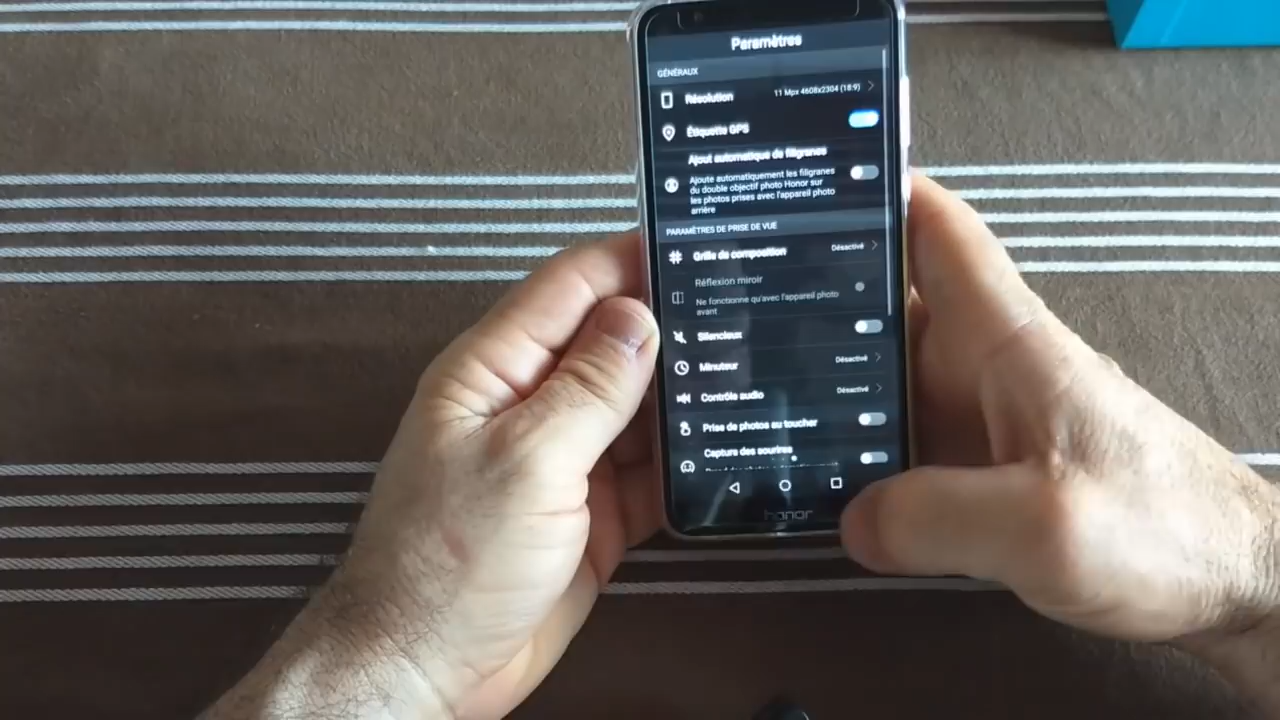 Paramètres
GÉNÉRAUX
Résolution 11 Mpx 4608x2304 (18:9)
Étiquette GPS
Ajout automatique de filigranes
Ajoute automatiquement les filigranes
du double objectif photo Honor sur
les photos prises avec l'appareil photo
arrière
PARAMÈTRES DE PRISE DE VUE
Grille de composition Désactivé
Réflexion miroir
Ne fonctionne qu'avec l'appareil photo
avant
Silencieux
Minuteur Désactivé
Contrôle audio Désactivé
Prise de photos au toucher
Capture des sourires
honor